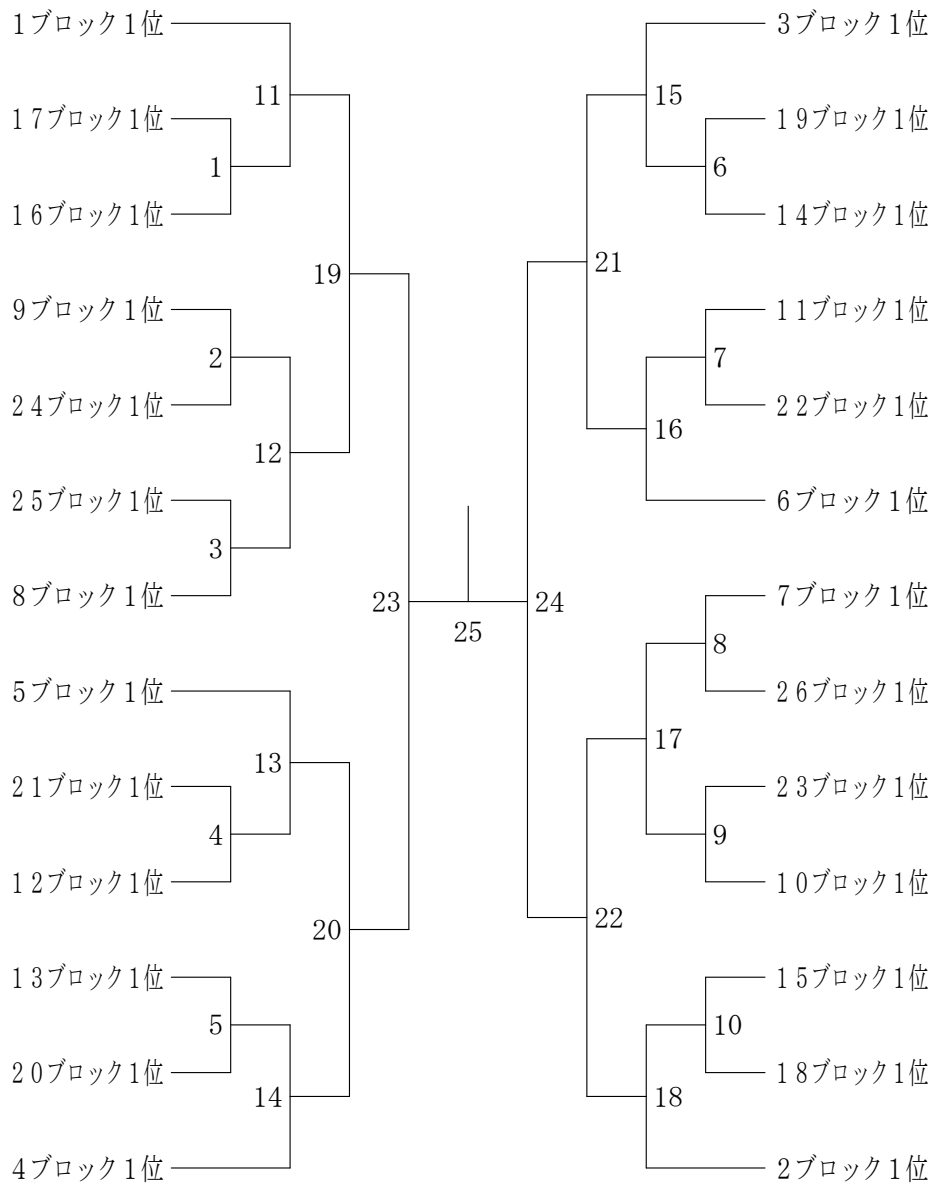 1ブロック1位
17ブロック1位
16ブロック1位
9ブロック1位
24ブロック1位
25ブロック1位
8ブロック1位
5ブロック1位
21ブロック1位
12ブロック1位
13ブロック1位
20ブロック1位
4ブロック1位
1
2
3
4
5
11
12
13
14
19
20
23
25
24
21
22
15
16
17
18
6
7
8
9
10
3ブロック1位
19ブロック1位
14ブロック1位
11ブロック1位
22ブロック1位
6ブロック1位
7ブロック1位
26ブロック1位
23ブロック1位
10ブロック1位
15ブロック1位
18ブロック1位
2ブロック1位